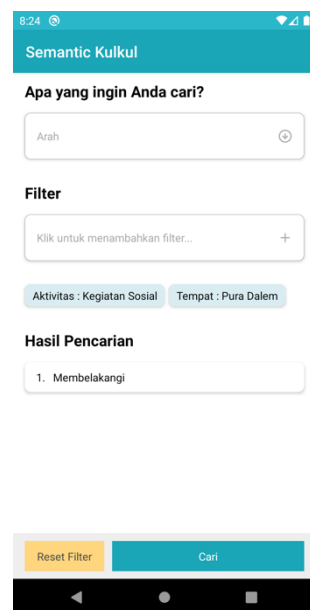 8:24
Semantic Kulkul
Apa yang ingin Anda cari?
Arah
Filter
Klik untuk menambahkan filter...
Aktivitas : Kegiatan Sosial Tempat : Pura Dalem
Hasil Pencarian
1. Membelakangi
Reset Filter Cari